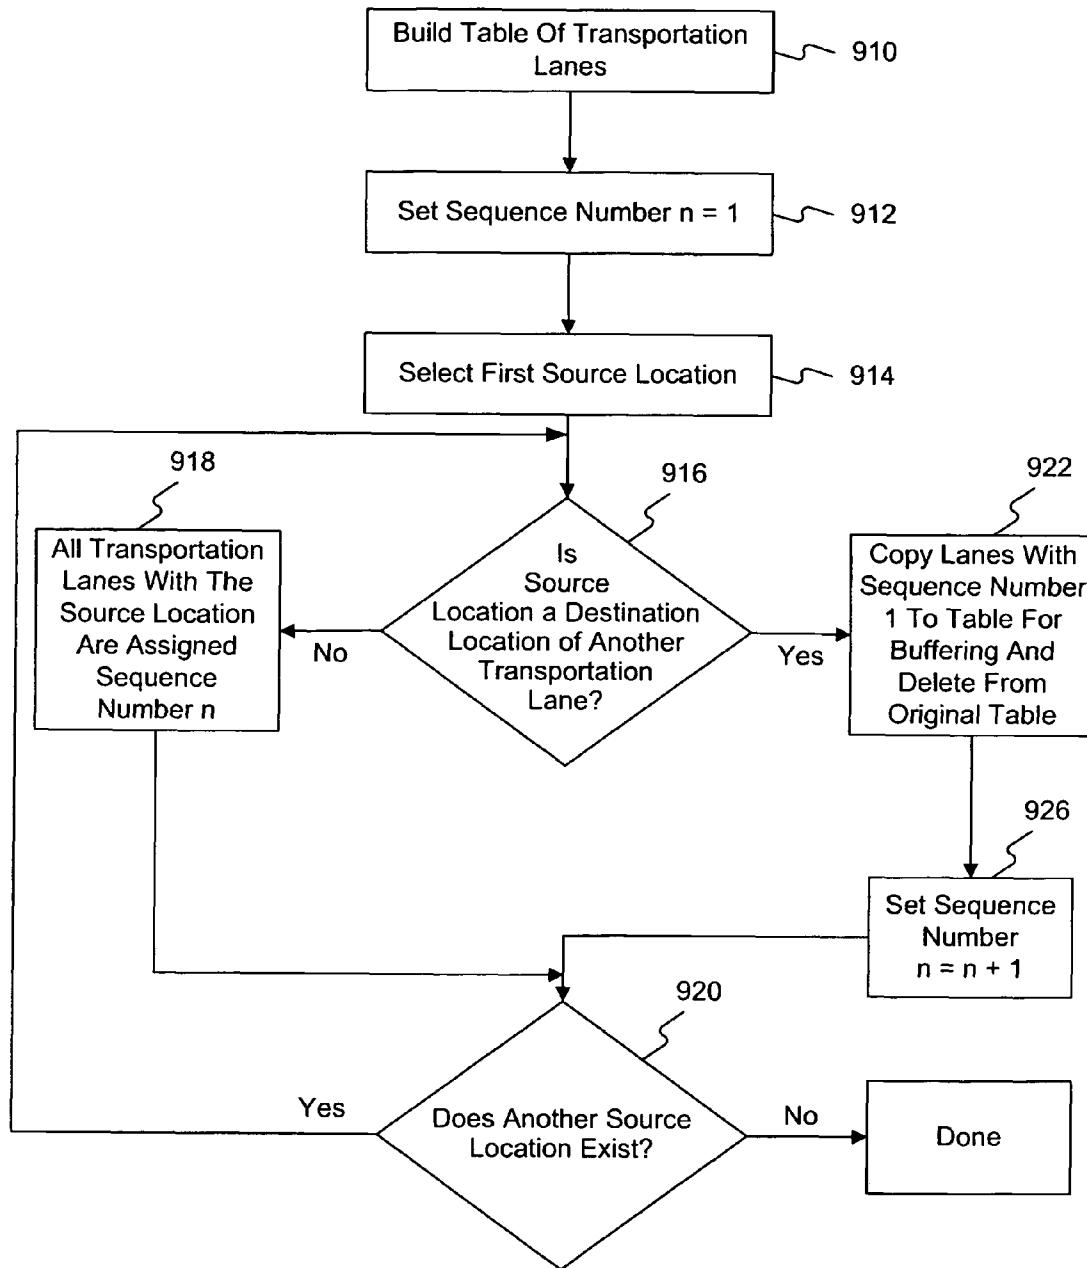 Build Table Of Transportation
Lanes
910
Set Sequence Number n = 1
912
Select First Source Location
914
918
916
922
All Transportation
Lanes With The
Source Location
Are Assigned
Sequence
Number n
Is
Source
Location a Destination
Location of Another
Transportation
Lane?
No
Yes
Copy Lanes With
Sequence Number
1 To Table For
Buffering And
Delete From
Original Table
926
Set Sequence
Number
n = n + 1
920
Does Another Source
Location Exist?
Yes
No
Done